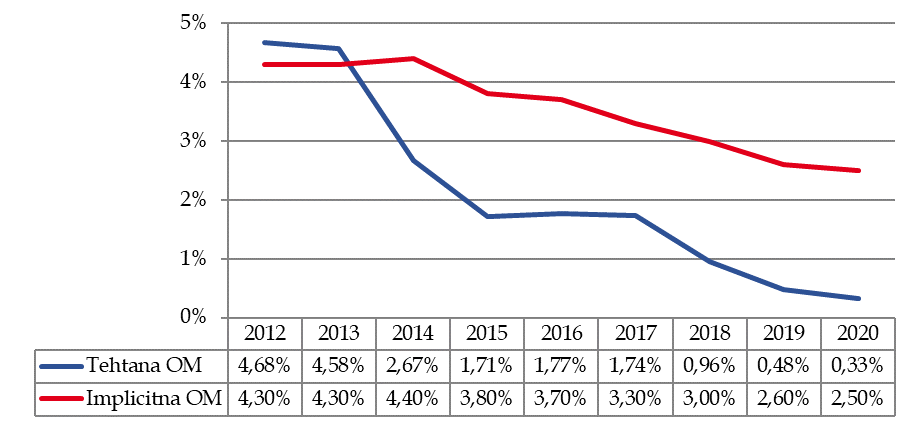 5%
4%
3%
2%
1%
0%
2012 2013 2014 2015 2016 2017 2018 2019 2020
Tehtana OM 4,68% 4,58% 2,67% 1,71% 1,77% 1,74% 0,96% 0,48% 0,33%
Implicitna OM 4,30% 4,30% 4,40% 3,80% 3,70% 3,30% 3,00% 2,60% 2,50%